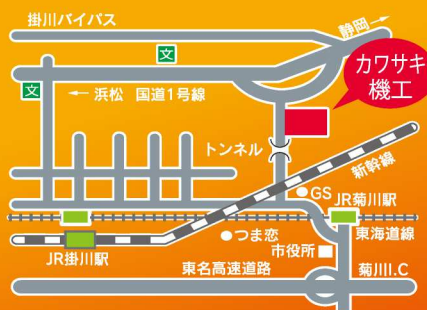 掛川バイパス
静岡→
文
カワサキ
機工
文
← 浜松 国道1号線
トンネル
新幹線
GS
JR菊川駅
つま恋
東海道線
市役所
JR掛川駅
東名高速道路
菊川I.C